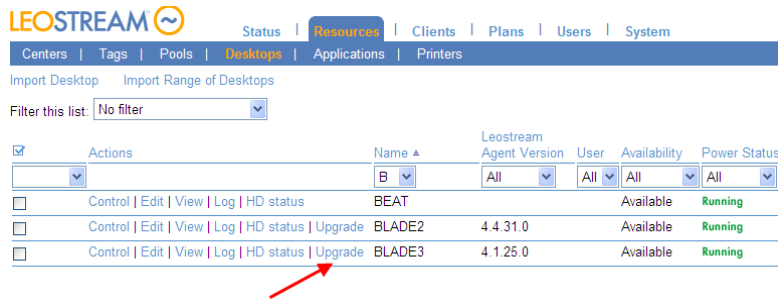 LEOSTREAM
Status | Resources | Clients | Plans | Users | System
Centers | Tags | Pools | Desktops | Applications | Printers
Import Desktop Import Range of Desktops
Filter this list: No filter
Actions Name Leostream Agent Version User Availability Power Status
B All All All All
Control | Edit | View | Log | HD status BEAT Available Running
Control | Edit | View | Log | HD status | Upgrade BLADE2 4.4.31.0 Available Running
Control | Edit | View | Log | HD status | Upgrade BLADE3 4.1.25.0 Available Running